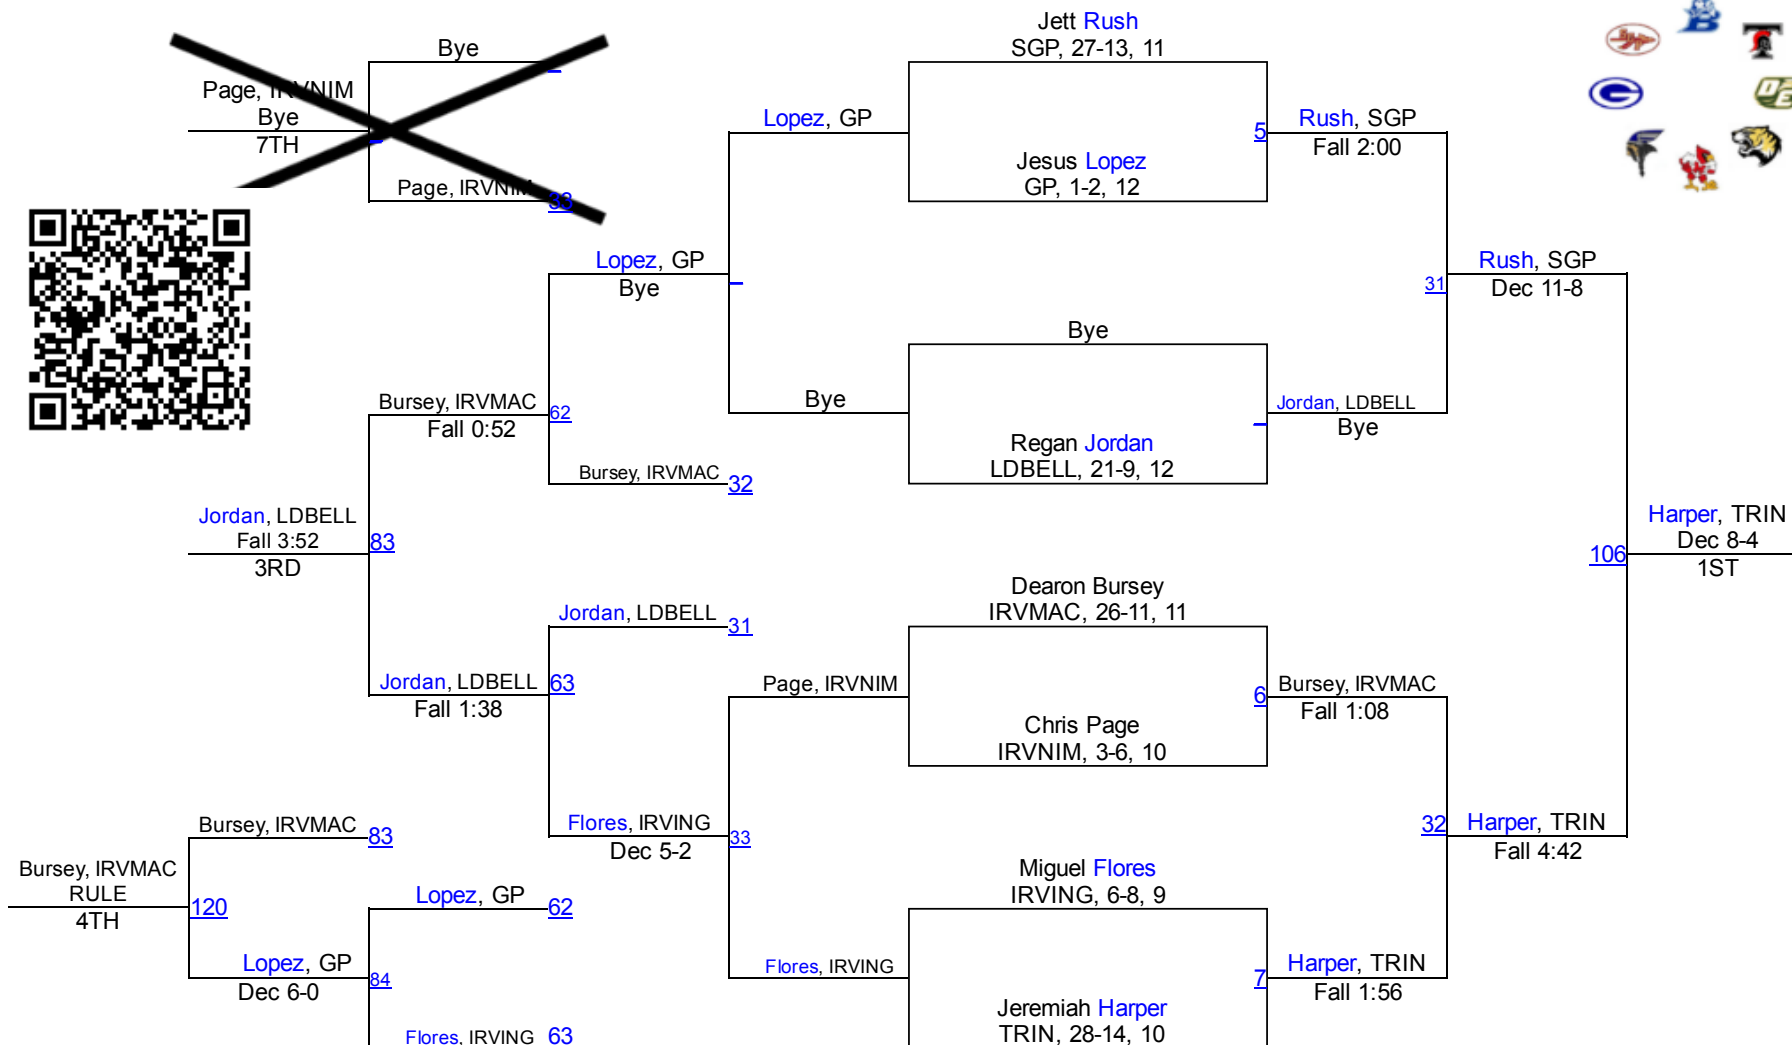 Jett Rush
SGP, 27-13, 11
Bye
Page, IRVNIM
Bye
7TH
Page, IRVNIM
33
Lopez, GP
5
Rush, SGP
Fall 2:00
Jesus Lopez
GP, 1-2, 12
Lopez, GP
Bye
31
Rush, SGP
Dec 11-8
Bye
Bursey, IRVMAC
Fall 0:52
62
Bye
Jordan, LDBELL
Bye
Regan Jordan
LDBELL, 21-9, 12
Bursey, IRVMAC
32
Jordan, LDBELL
Fall 3:52
3RD
83
Harper, TRIN
Dec 8-4
1ST
106
Dearon Bursey
IRVMAC, 26-11, 11
Jordan, LDBELL
31
Jordan, LDBELL
Fall 1:38
63
Page, IRVNIM
6
Bursey, IRVMAC
Fall 1:08
Chris Page
IRVNIM, 3-6, 10
Bursey, IRVMAC
83
Flores, IRVING
Dec 5-2
33
32
Harper, TRIN
Fall 4:42
Bursey, IRVMAC
RULE
4TH
120
Miguel Flores
IRVING, 6-8, 9
Lopez, GP
62
Lopez, GP
Dec 6-0
84
Flores, IRVING
7
Harper, TRIN
Fall 1:56
Jeremiah Harper
TRIN, 28-14, 10
Flores, IRVING
63